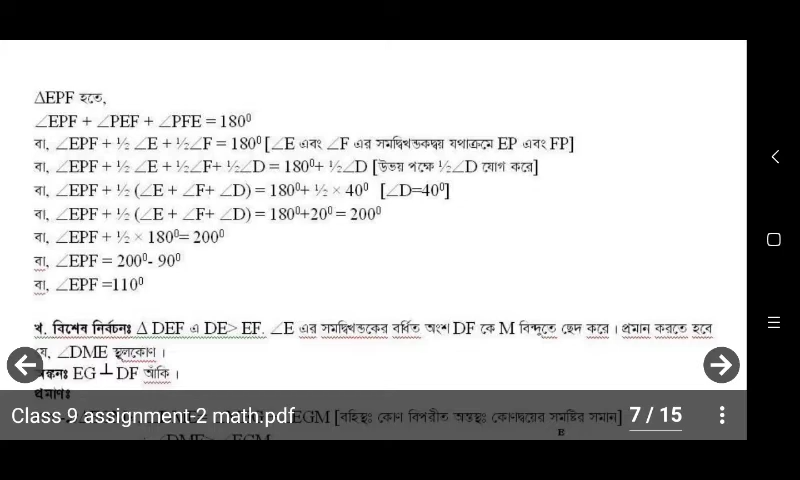 ΔEPF হতে,
∠EPF + ∠PEF + ∠PFE = 180⁰
বা, ∠EPF + ½ ∠E + ½∠F = 180⁰ [∠E এবং ∠F এর সমদ্বিখন্ডকদ্বয় যথাক্রমে EP এবং FP]
বা, ∠EPF + ½ ∠E + ½∠F+ ½∠D = 180⁰+ ½∠D [উভয় পক্ষে ½∠D যোগ করে]
বা, ∠EPF + ½ (∠E + ∠F+ ∠D) = 180⁰+ ½ × 40⁰ [∠D=40⁰]
বা, ∠EPF + ½ (∠E + ∠F+ ∠D) = 180⁰+20⁰ = 200⁰
বা, ∠EPF + ½ × 180⁰= 200⁰
বা, ∠EPF = 200⁰- 90⁰
বা, ∠EPF =110⁰
খ. বিশেষ নির্বচনঃ Δ DEF এ DE> EF. ∠E এর সমদ্বিখন্ডকের বর্ধিত অংশ DF কে M বিন্দুতে ছেদ করে। প্রমান করতে হবে
যে, ∠DME স্থূলকোণ।
অঙ্কনঃ EG ⊥ DF আঁকি।
প্রমাণঃ
EGM [বহিস্থঃ কোণ বিপরীত অন্তস্থঃ কোণদ্বয়ের সমষ্টির সমান]
Class 9 assignment-2 math.pdf
7 / 15
∠DME> ∠EGM
E